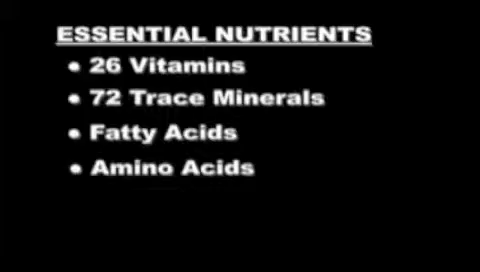 ESSENTIAL NUTRIENTS
• 26 Vitamins
• 72 Trace Minerals
• Fatty Acids
• Amino Acids